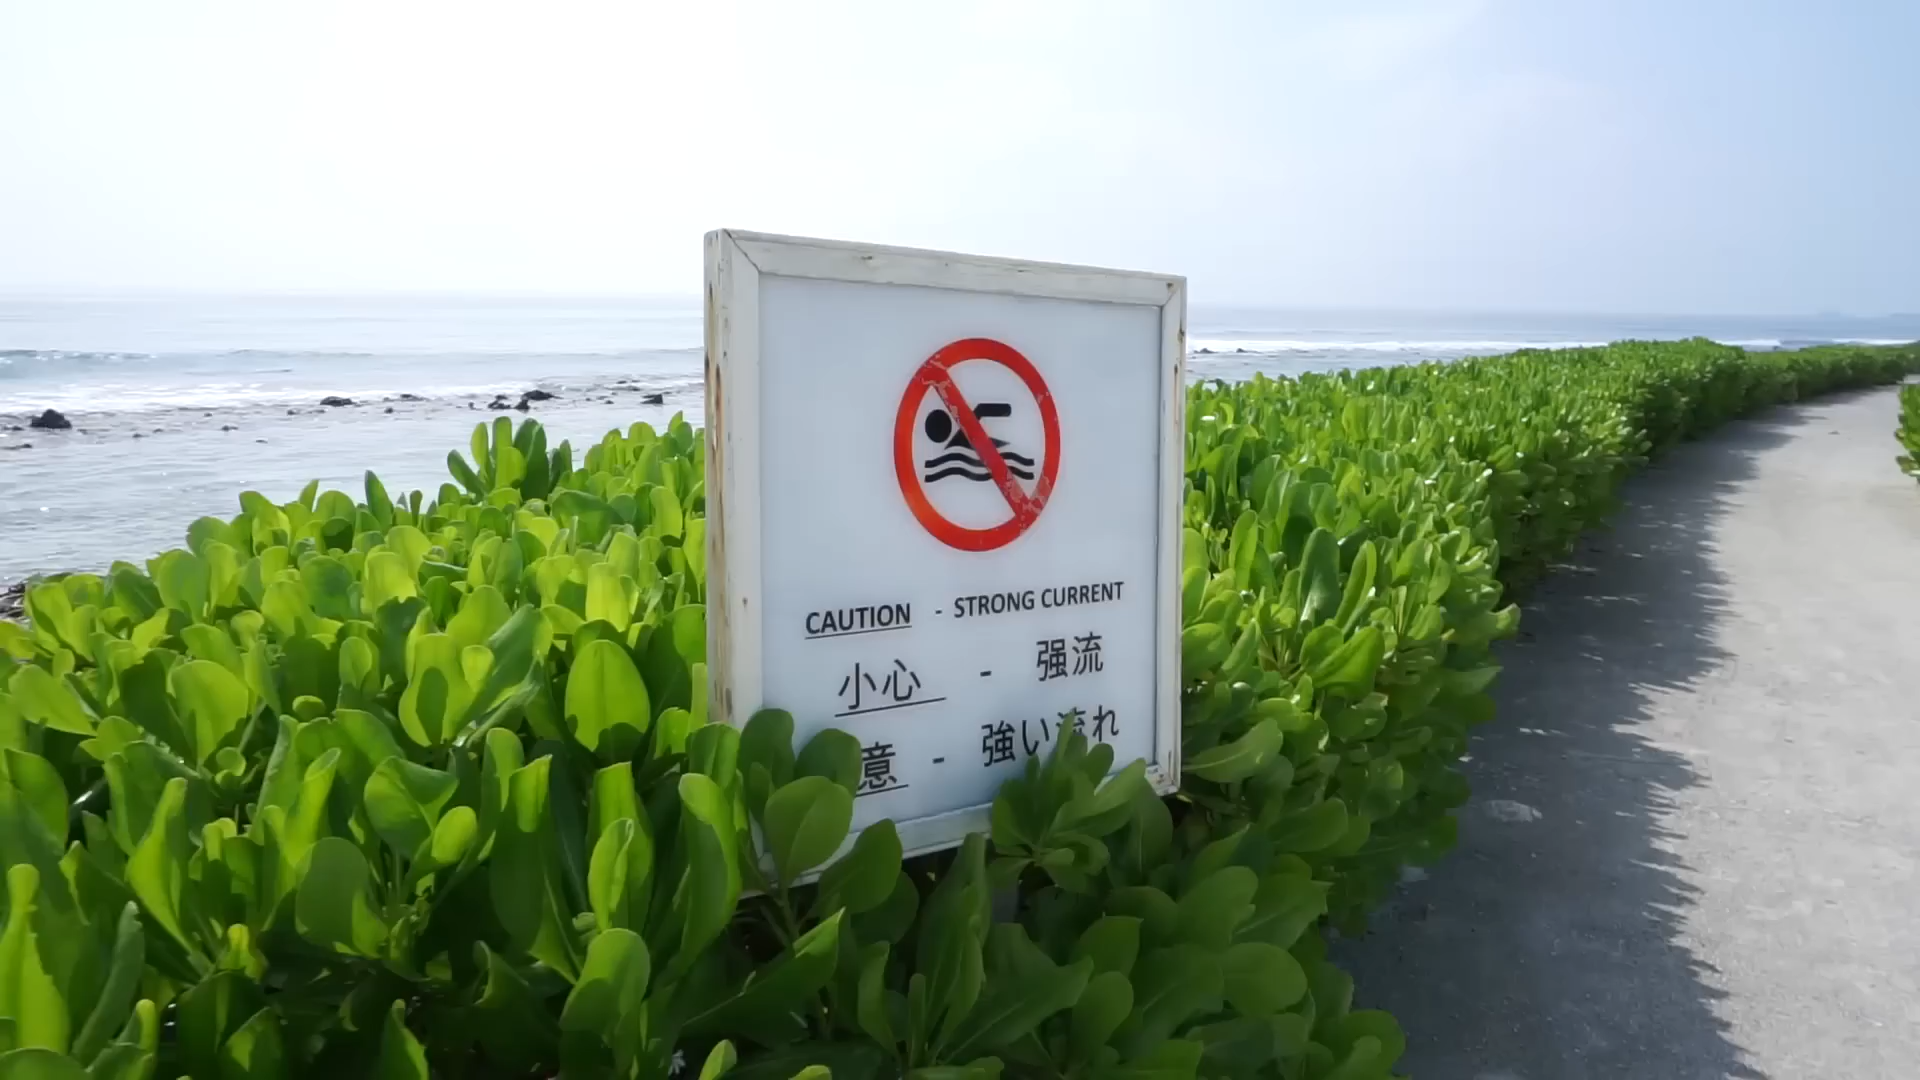 CAUTION - STRONG CURRENT
小心 - 强流
意 - 強い流れ